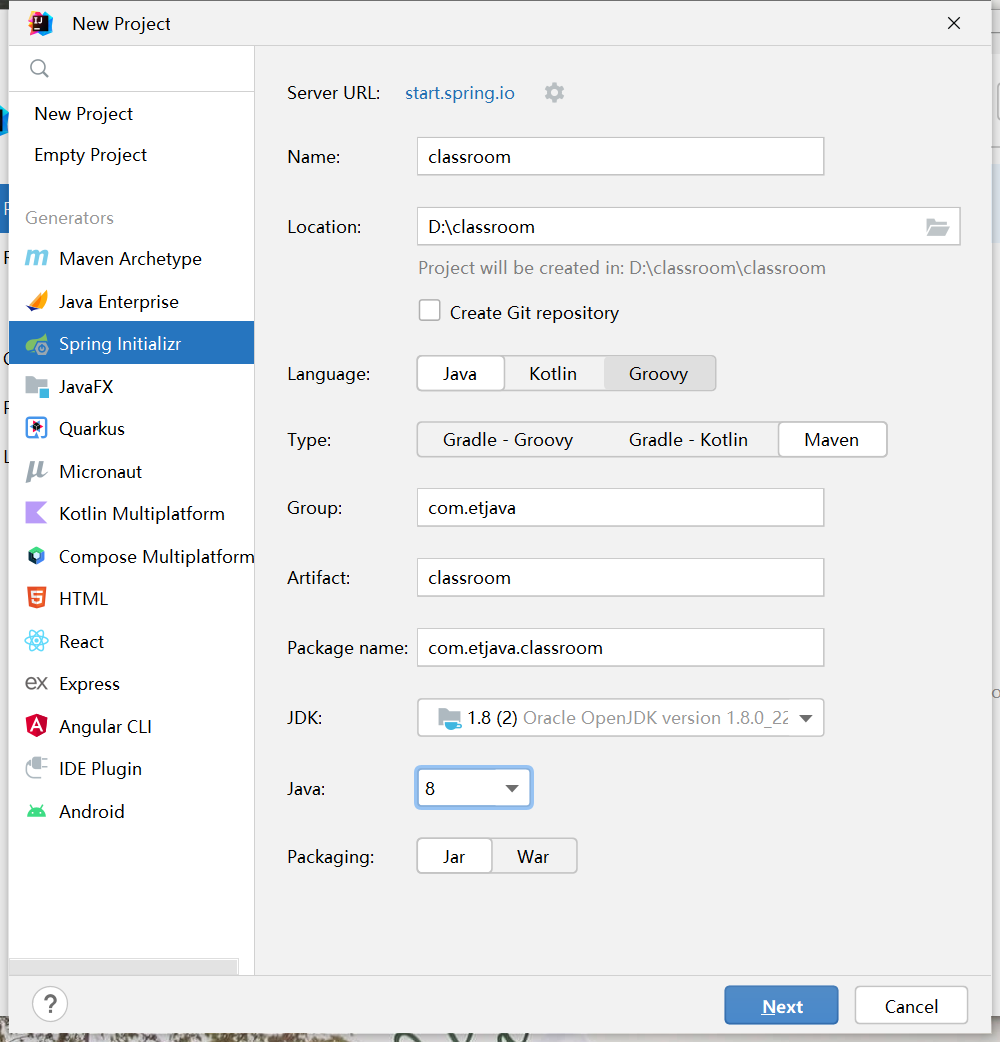 New Project
New Project
Empty Project
Generators
Maven Archetype
Java Enterprise
Spring Initializr
JavaFX
Quarkus
Micronaut
Kotlin Multiplatform
Compose Multiplatform
HTML
React
Express
Angular CLI
IDE Plugin
Android
Server URL: start.spring.io
Name: classroom
Location: D:\classroom
Project will be created in: D:\classroom\classroom
Create Git repository
Language: Java Kotlin Groovy
Type: Gradle - Groovy Gradle - Kotlin Maven
Group: com.etjava
Artifact: classroom
Package name: com.etjava.classroom
JDK: 1.8 (2) Oracle OpenJDK version 1.8.0_22
Java: 8
Packaging: Jar War
? Next Cancel